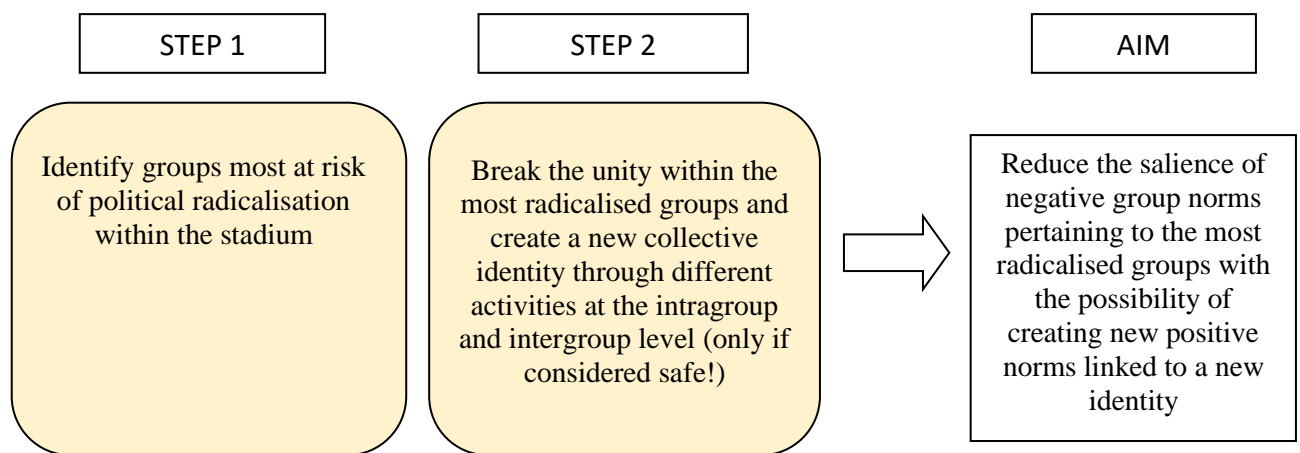 STEP 1
STEP 2
AIM
Identify groups most at risk
of political radicalisation
within the stadium
Break the unity within the
most radicalised groups and
create a new collective
identity through different
activities at the intragroup
and intergroup level (only if
considered safe!)
Reduce the salience of
negative group norms
pertaining to the most
radicalised groups with
the possibility of
creating new positive
norms linked to a new
identity